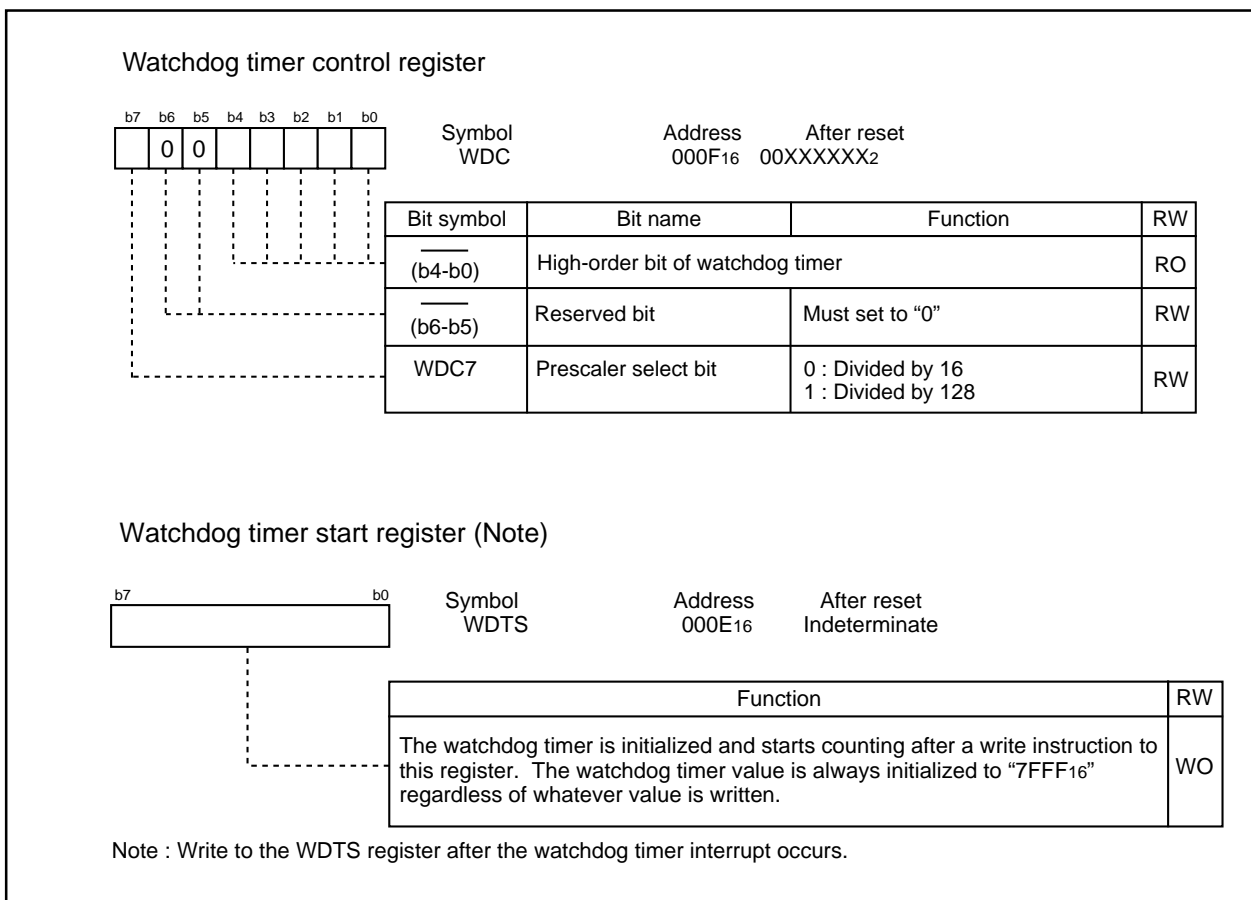 Watchdog timer control register
b7 b6 b5 b4 b3 b2 b1 b0
0 0
Symbol Address After reset
WDC 000F16 00XXXXXX2
Bit symbol Bit name Function RW
(b4-b0) High-order bit of watchdog timer RO
(b6-b5) Reserved bit Must set to “0” RW
WDC7 Prescaler select bit 0 : Divided by 16 RW
1 : Divided by 128
Watchdog timer start register (Note)
b7 b0
Symbol Address After reset
WDTS 000E16 Indeterminate
Function RW
The watchdog timer is initialized and starts counting after a write instruction to
this register. The watchdog timer value is always initialized to “7FFF16” WO
regardless of whatever value is written.
Note : Write to the WDTS register after the watchdog timer interrupt occurs.